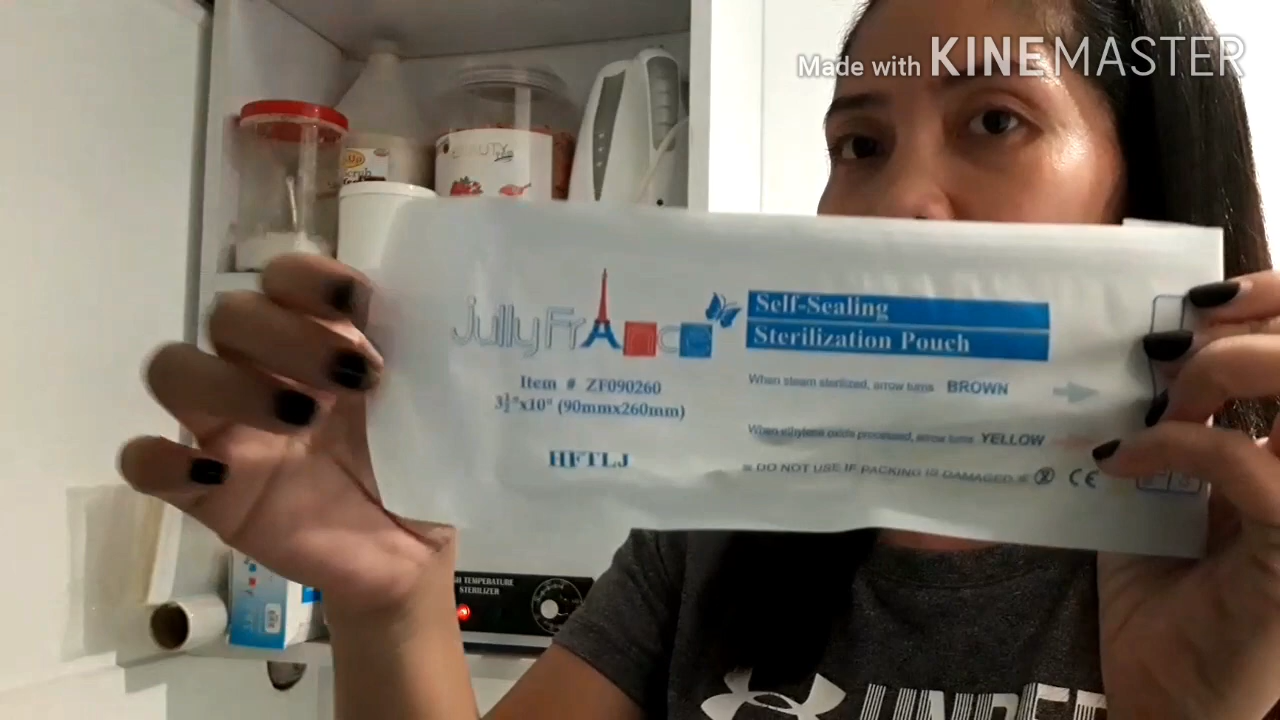 Made with KINEMASTER
BEAUTY
JullyFrAnce
Self-Sealing
Sterilization Pouch
Item # ZF090260
3½"x10" (90mmx260mm)
HFTLJ
When steam sterilized, arrow turns BROWN
When ethylene oxide processed, arrow turns YELLOW
DO NOT USE IF PACKING IS DAMAGED
CE
TEMPERATURE
STERILIZER
UNDER